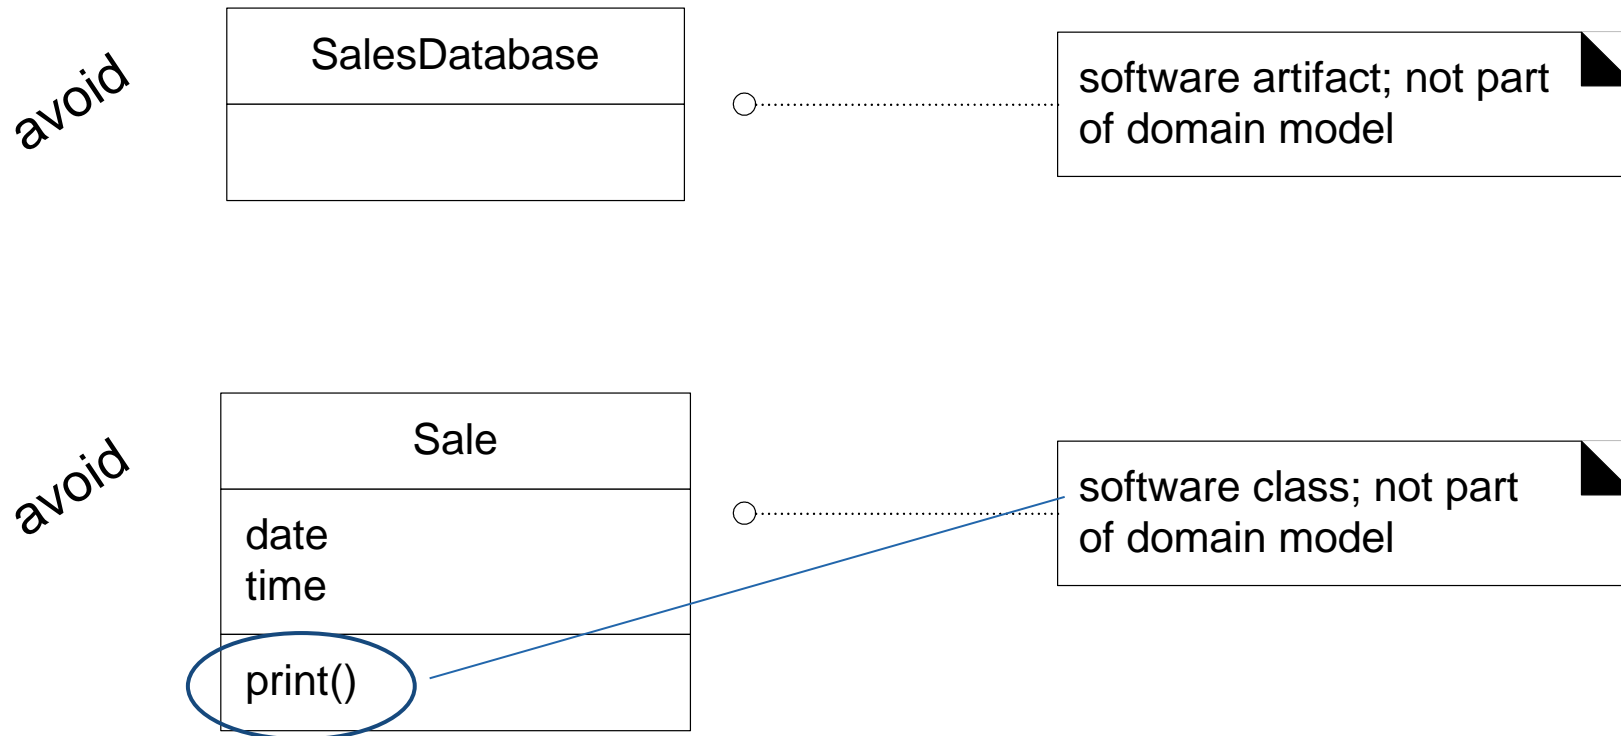 avoid
SalesDatabase
software artifact; not part
of domain model
avoid
Sale
date
time
print()
software class; not part
of domain model